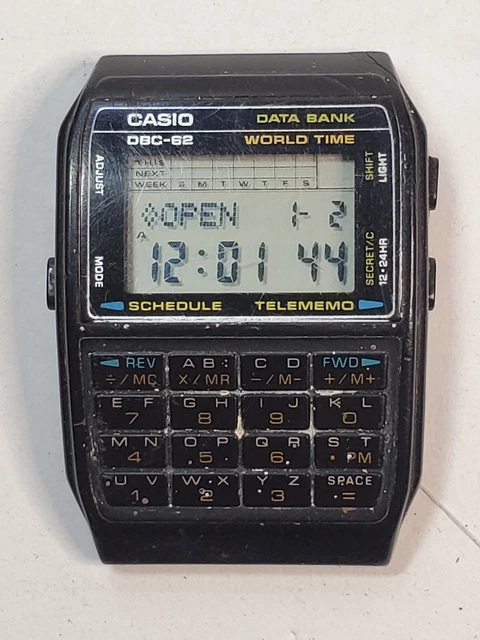 CASIO DATA BANK
DBC-62 WORLD TIME
ADJUST
MODE
SHIFT
LIGHT
SECRET/C
12·24HR
THIS
NEXT
WEEK S M T W T F S
OPEN 1- 2
A
12:01 44
SCHEDULE TELEMEMO
REV A B : C D FWD
÷/MC ×/MR −/M- +/M+
E F G H I J K L
7 8 9 0
M N O P Q R S T
4 5 6 . PM
U V W X Y Z SPACE
1 2 3 =